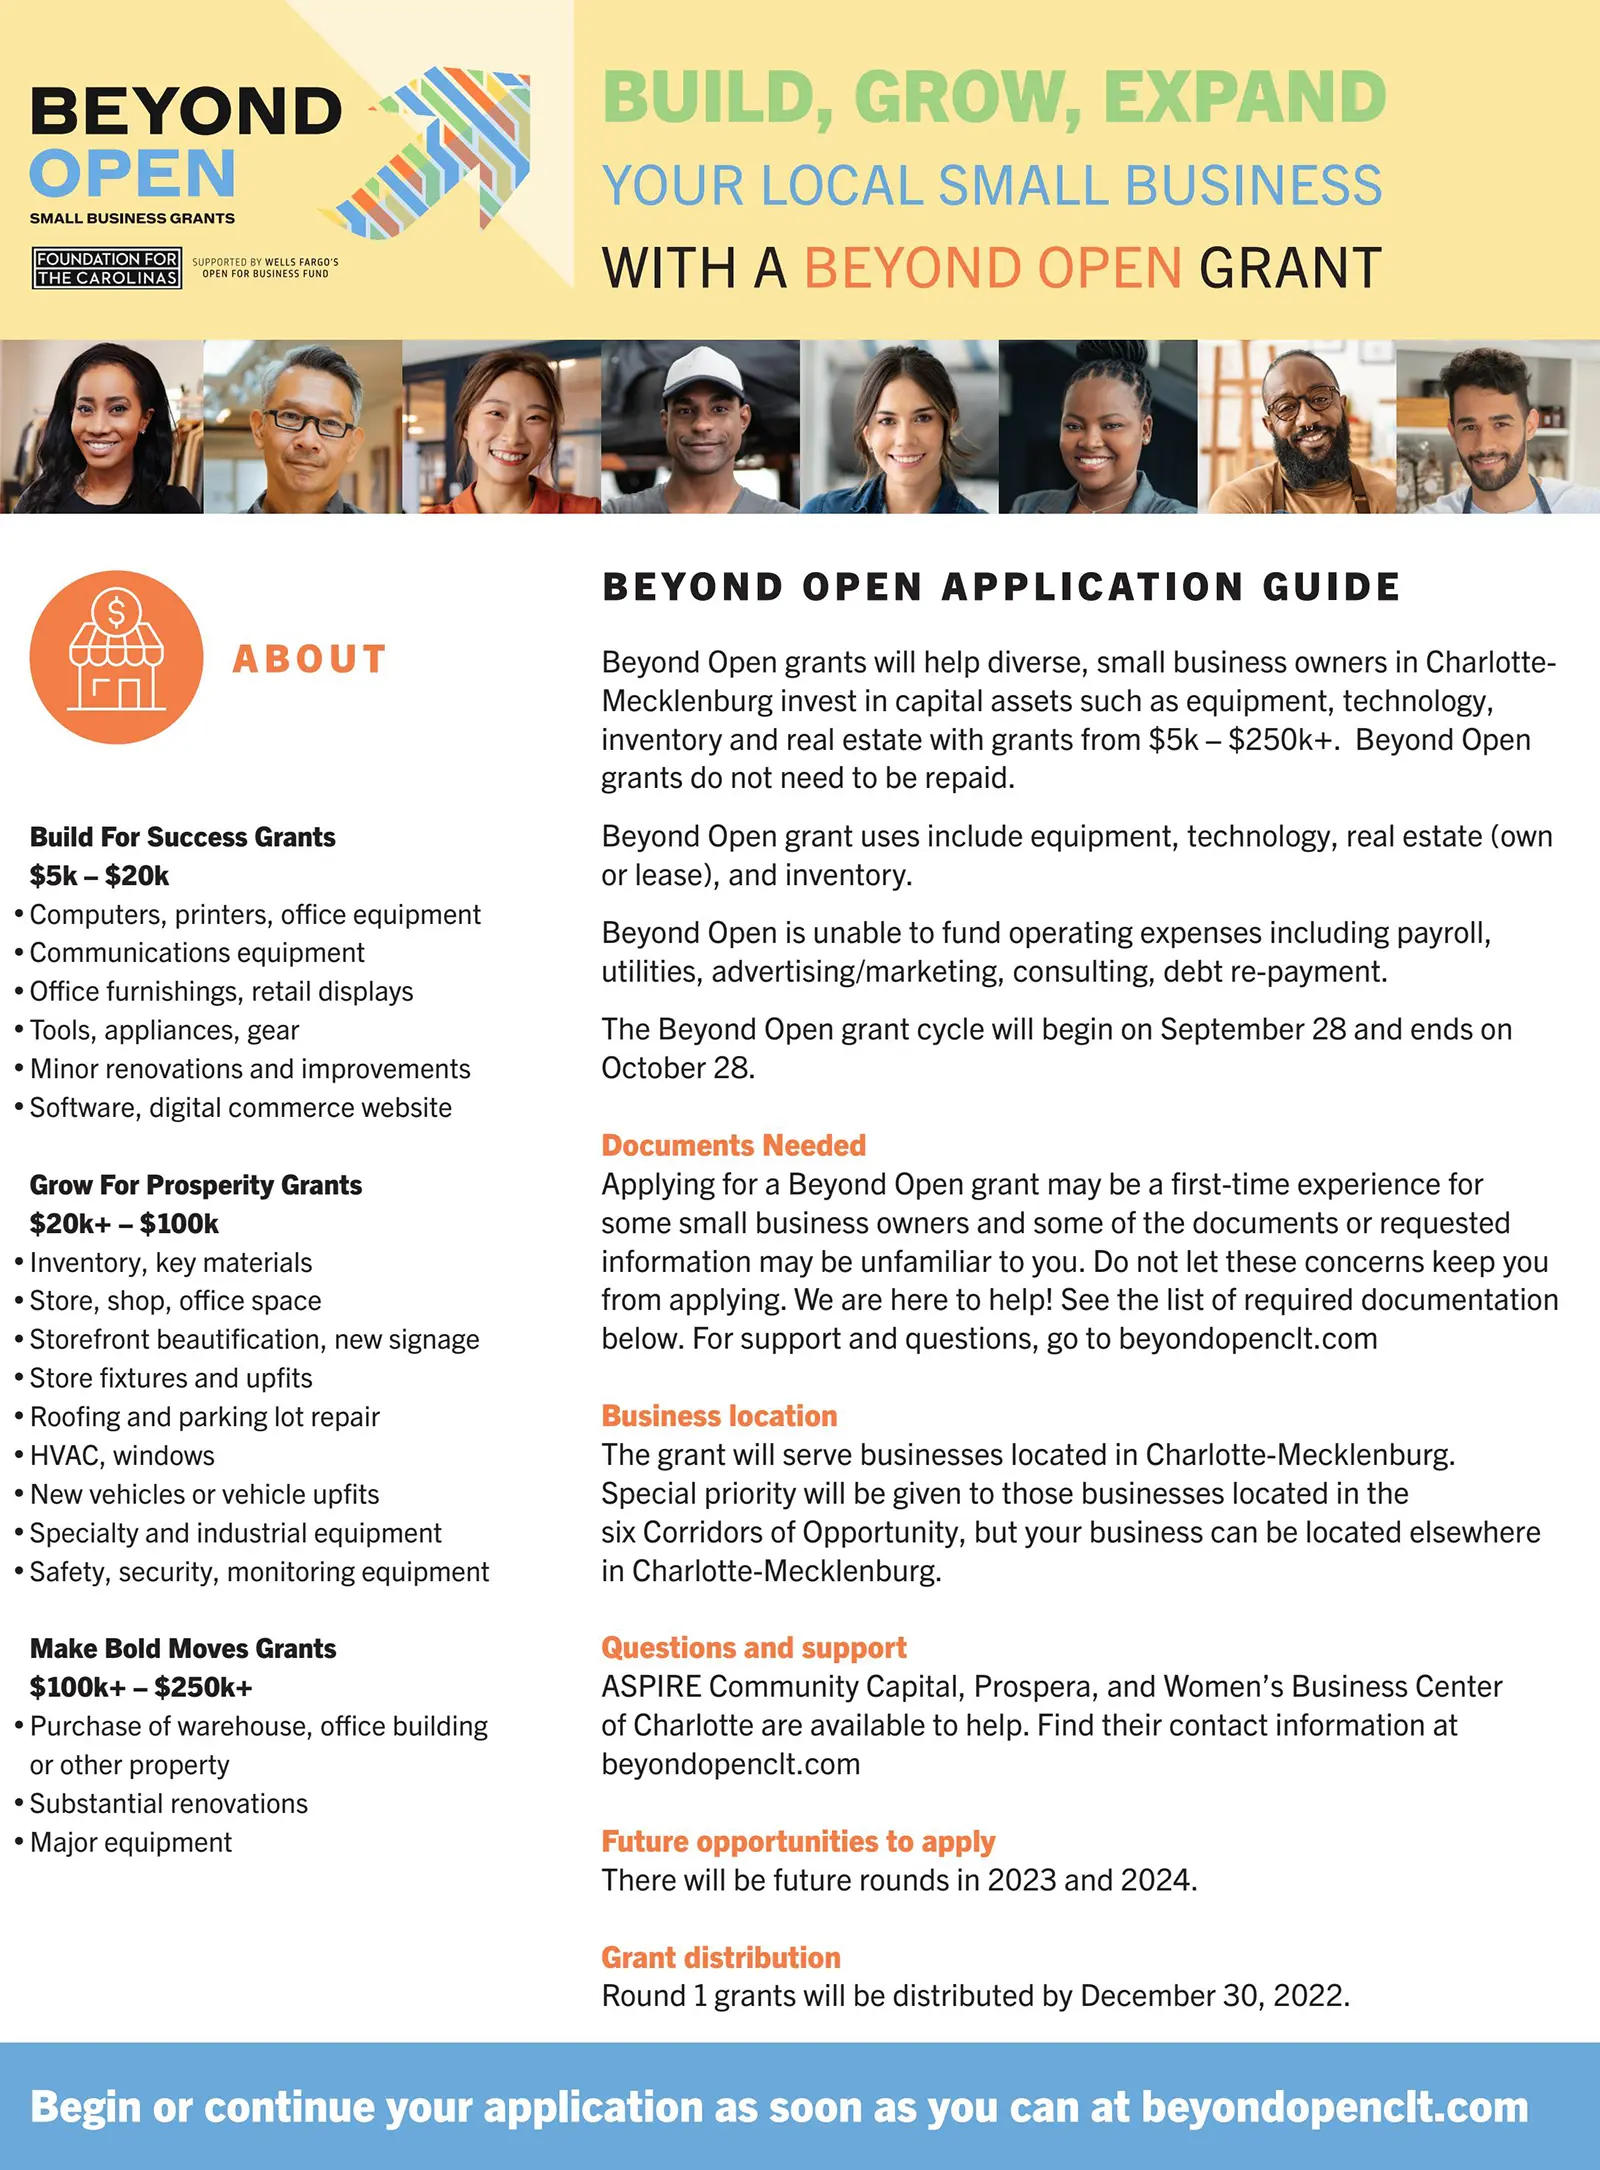 BEYOND
OPEN
SMALL BUSINESS GRANTS
FOUNDATION FOR
THE CAROLINAS
SUPPORTED BY WELLS FARGO'S
OPEN FOR BUSINESS FUND
BUILD, GROW, EXPAND
YOUR LOCAL SMALL BUSINESS
WITH A BEYOND OPEN GRANT
$
ABOUT
Build For Success Grants
$5k – $20k
• Computers, printers, office equipment
• Communications equipment
• Office furnishings, retail displays
• Tools, appliances, gear
• Minor renovations and improvements
• Software, digital commerce website
Grow For Prosperity Grants
$20k+ – $100k
• Inventory, key materials
• Store, shop, office space
• Storefront beautification, new signage
• Store fixtures and upfits
• Roofing and parking lot repair
• HVAC, windows
• New vehicles or vehicle upfits
• Specialty and industrial equipment
• Safety, security, monitoring equipment
Make Bold Moves Grants
$100k+ – $250k+
• Purchase of warehouse, office building
or other property
• Substantial renovations
• Major equipment
BEYOND OPEN APPLICATION GUIDE
Beyond Open grants will help diverse, small business owners in Charlotte-
Mecklenburg invest in capital assets such as equipment, technology,
inventory and real estate with grants from $5k – $250k+.  Beyond Open
grants do not need to be repaid.
Beyond Open grant uses include equipment, technology, real estate (own
or lease), and inventory.
Beyond Open is unable to fund operating expenses including payroll,
utilities, advertising/marketing, consulting, debt re-payment.
The Beyond Open grant cycle will begin on September 28 and ends on
October 28.
Documents Needed
Applying for a Beyond Open grant may be a first-time experience for
some small business owners and some of the documents or requested
information may be unfamiliar to you. Do not let these concerns keep you
from applying. We are here to help! See the list of required documentation
below. For support and questions, go to beyondopenclt.com
Business location
The grant will serve businesses located in Charlotte-Mecklenburg.
Special priority will be given to those businesses located in the
six Corridors of Opportunity, but your business can be located elsewhere
in Charlotte-Mecklenburg.
Questions and support
ASPIRE Community Capital, Prospera, and Women's Business Center
of Charlotte are available to help. Find their contact information at
beyondopenclt.com
Future opportunities to apply
There will be future rounds in 2023 and 2024.
Grant distribution
Round 1 grants will be distributed by December 30, 2022.
Begin or continue your application as soon as you can at beyondopenclt.com